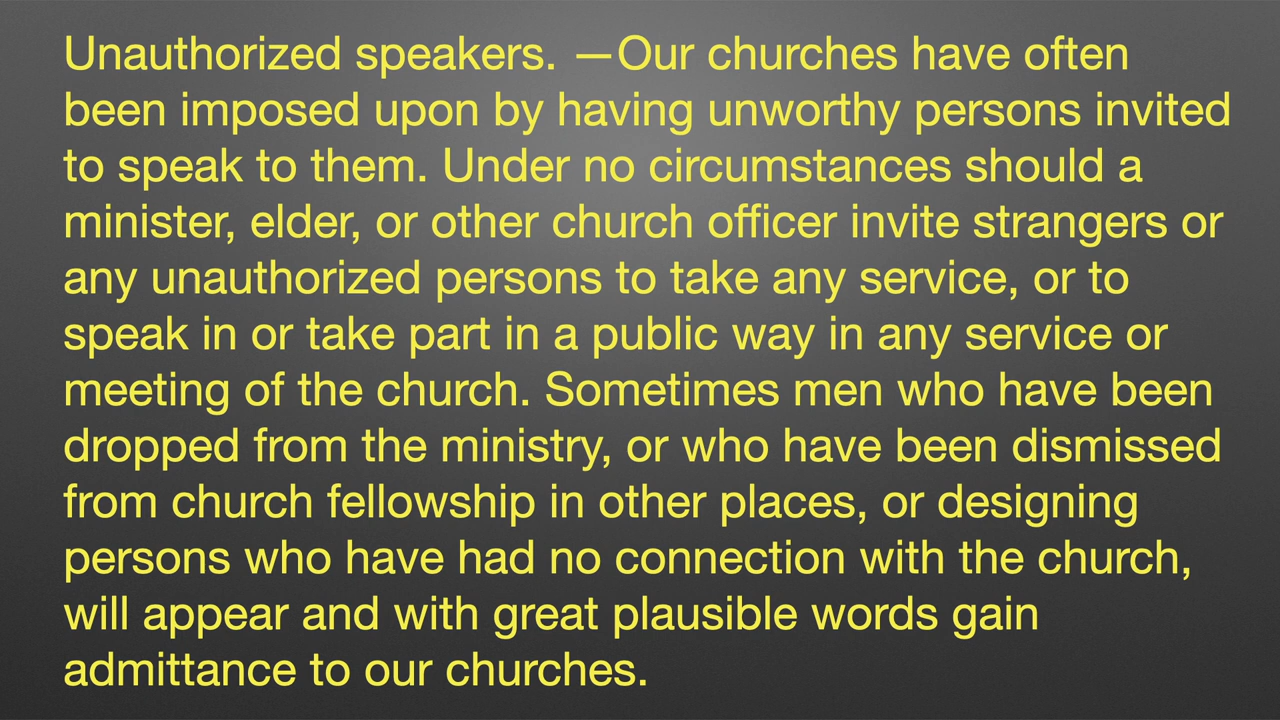 Unauthorized speakers. —Our churches have often
been imposed upon by having unworthy persons invited
to speak to them. Under no circumstances should a
minister, elder, or other church officer invite strangers or
any unauthorized persons to take any service, or to
speak in or take part in a public way in any service or
meeting of the church. Sometimes men who have been
dropped from the ministry, or who have been dismissed
from church fellowship in other places, or designing
persons who have had no connection with the church,
will appear and with great plausible words gain
admittance to our churches.